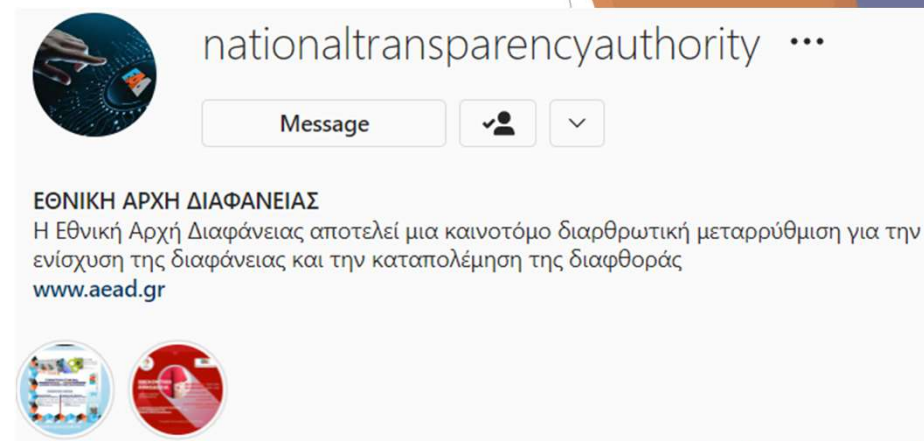 nationaltransparencyauthority
Message
ΕΘΝΙΚΗ ΑΡΧΗ ΔΙΑΦΑΝΕΙΑΣ
Η Εθνική Αρχή Διαφάνειας αποτελεί μια καινοτόμο διαρθρωτική μεταρρύθμιση για την
ενίσχυση της διαφάνειας και την καταπολέμηση της διαφθοράς
www.aead.gr